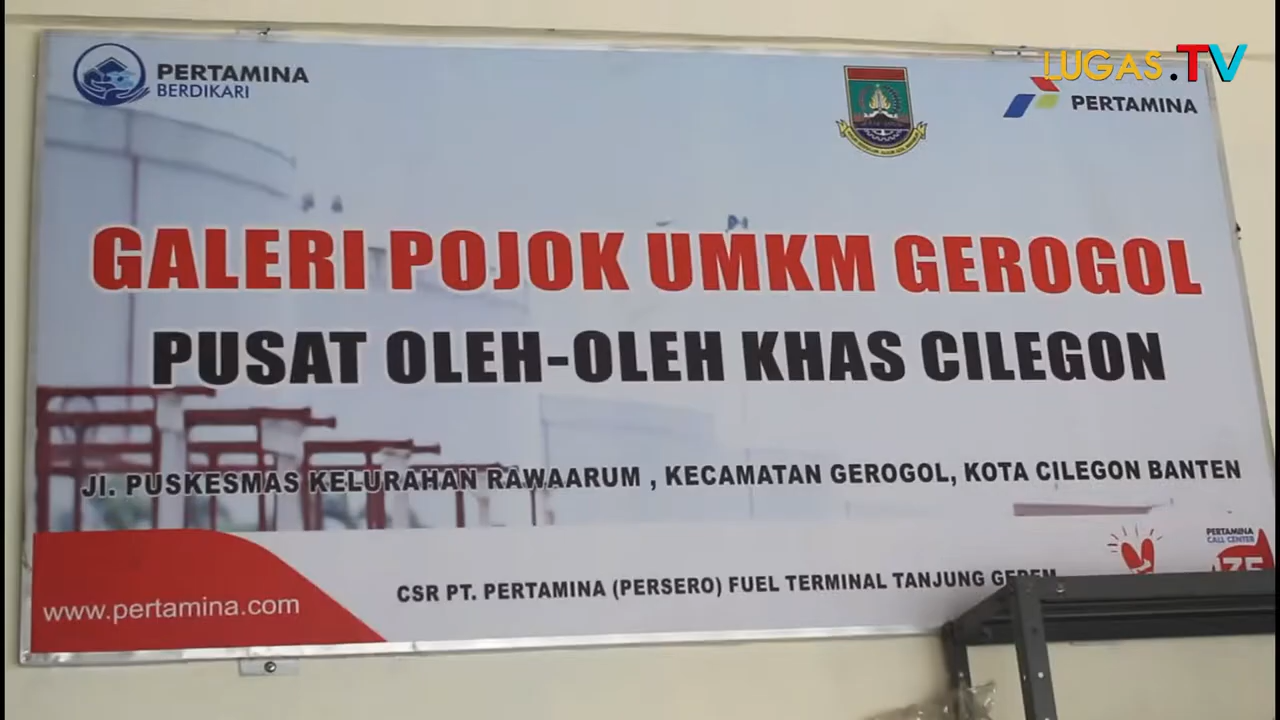 LUGAS.TV
PERTAMINA
BERDIKARI
PERTAMINA
GALERI POJOK UMKM GEROGOL
PUSAT OLEH-OLEH KHAS CILEGON
Jl. PUSKESMAS KELURAHAN RAWAARUM , KECAMATAN GEROGOL, KOTA CILEGON BANTEN
PERTAMINA
CALL CENTER
CSR PT. PERTAMINA (PERSERO) FUEL TERMINAL TANJUNG GEREM
www.pertamina.com